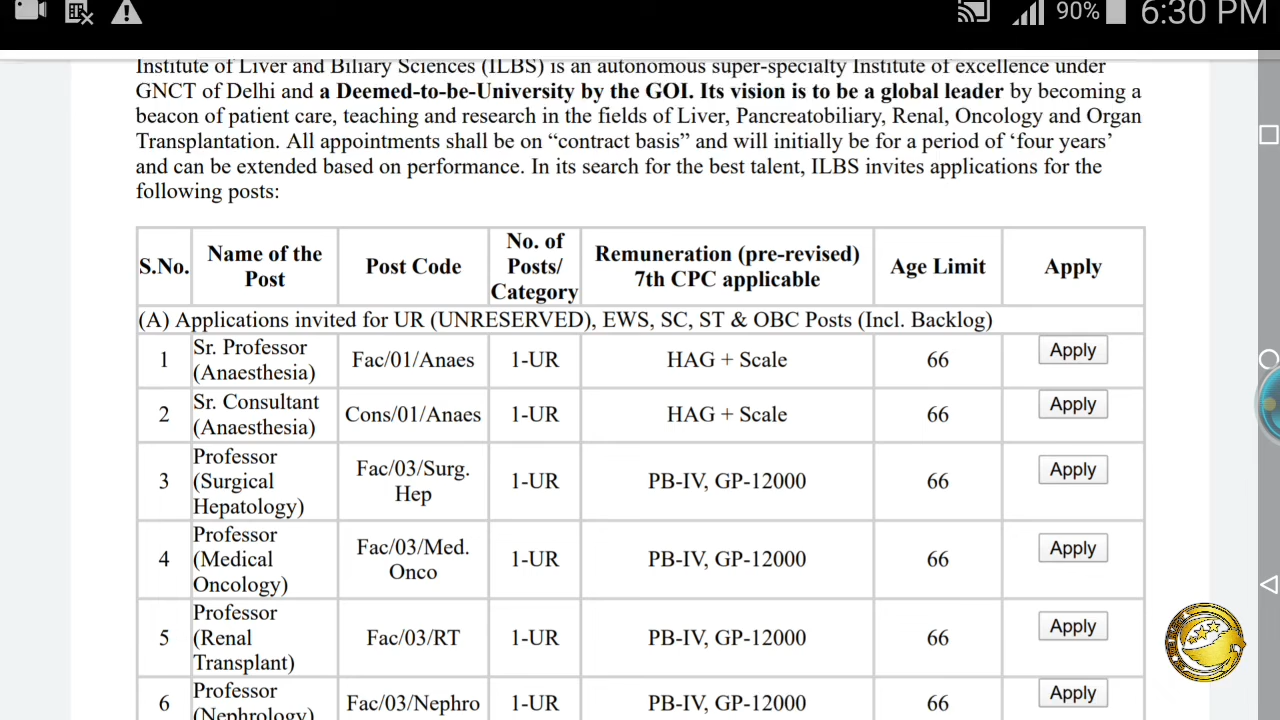 90% 6:30 PM
Institute of Liver and Biliary Sciences (ILBS) is an autonomous super-specialty Institute of excellence under
GNCT of Delhi and a Deemed-to-be-University by the GOI. Its vision is to be a global leader by becoming a
beacon of patient care, teaching and research in the fields of Liver, Pancreatobiliary, Renal, Oncology and Organ
Transplantation. All appointments shall be on “contract basis” and will initially be for a period of ‘four years’
and can be extended based on performance. In its search for the best talent, ILBS invites applications for the
following posts:
S.No.
Name of the
Post
Post Code
No. of
Posts/
Category
Remuneration (pre-revised)
7th CPC applicable
Age Limit
Apply
(A) Applications invited for UR (UNRESERVED), EWS, SC, ST & OBC Posts (Incl. Backlog)
1
Sr. Professor
(Anaesthesia)
Fac/01/Anaes
1-UR
HAG + Scale
66
Apply
2
Sr. Consultant
(Anaesthesia)
Cons/01/Anaes
1-UR
HAG + Scale
66
Apply
3
Professor
(Surgical
Hepatology)
Fac/03/Surg.
Hep
1-UR
PB-IV, GP-12000
66
Apply
4
Professor
(Medical
Oncology)
Fac/03/Med.
Onco
1-UR
PB-IV, GP-12000
66
Apply
5
Professor
(Renal
Transplant)
Fac/03/RT
1-UR
PB-IV, GP-12000
66
Apply
6
Professor
(Nephrology)
Fac/03/Nephro
1-UR
PB-IV, GP-12000
66
Apply